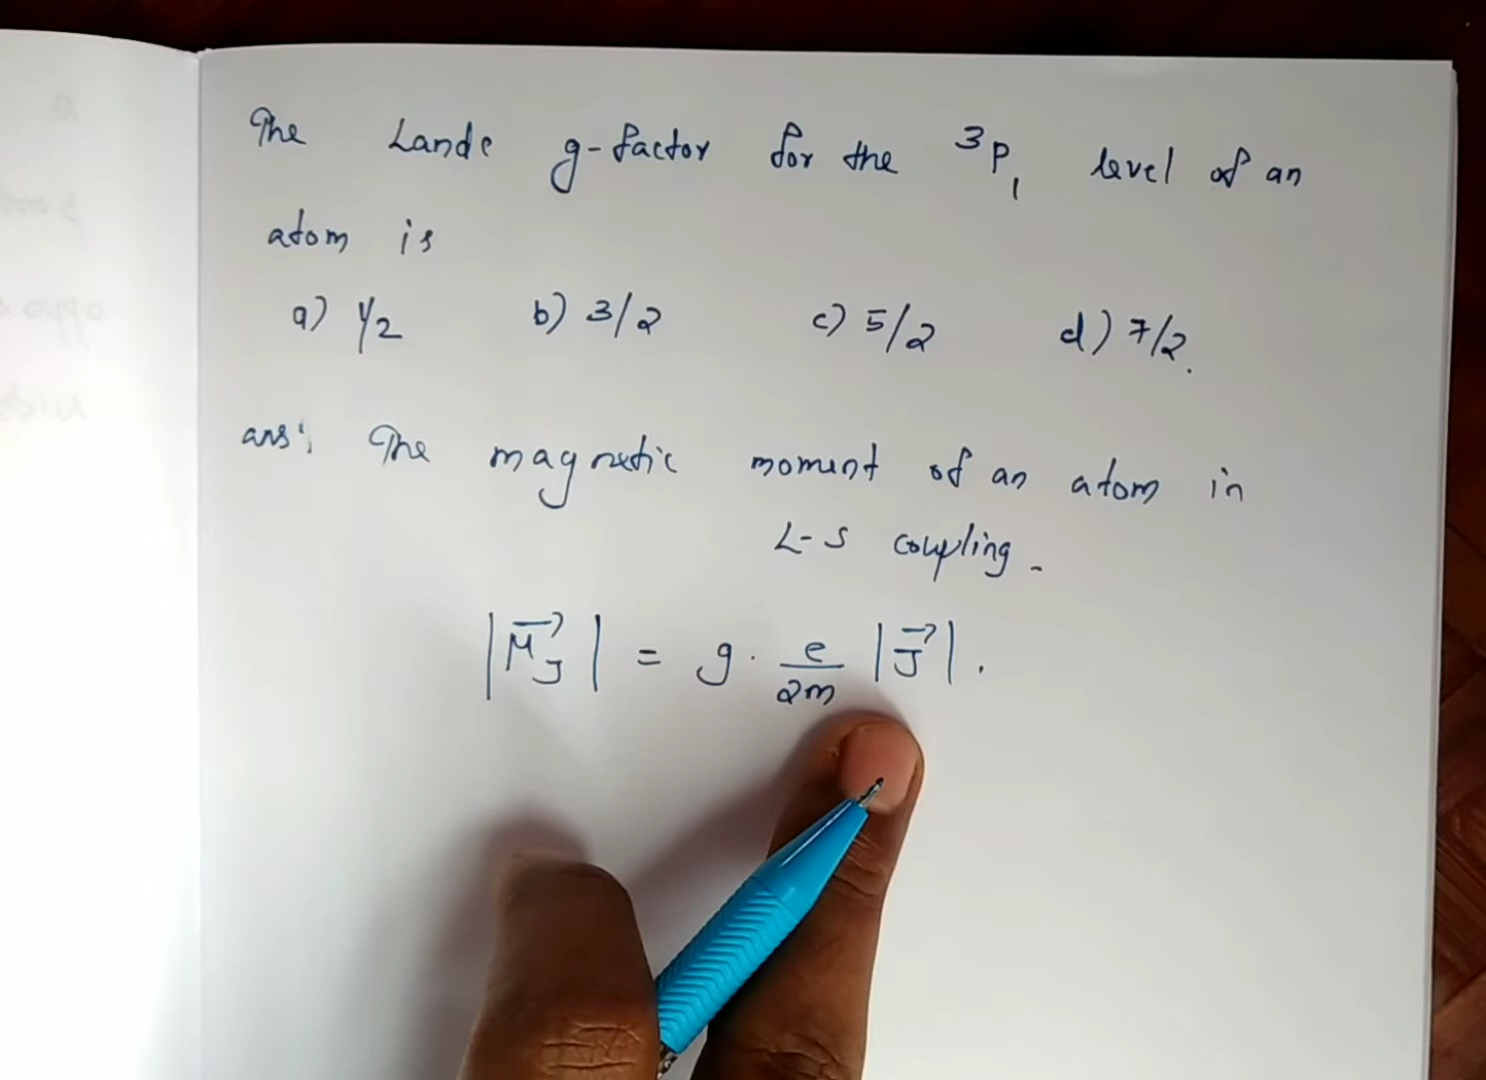 The Lande g-factor for the ³P₁ level of an
atom is
a) 1/2 b) 3/2 c) 5/2 d) 7/2.
ans: The magnetic moment of an atom in
L-S coupling.
|μ⃗_J| = g · e/2m |J⃗|.